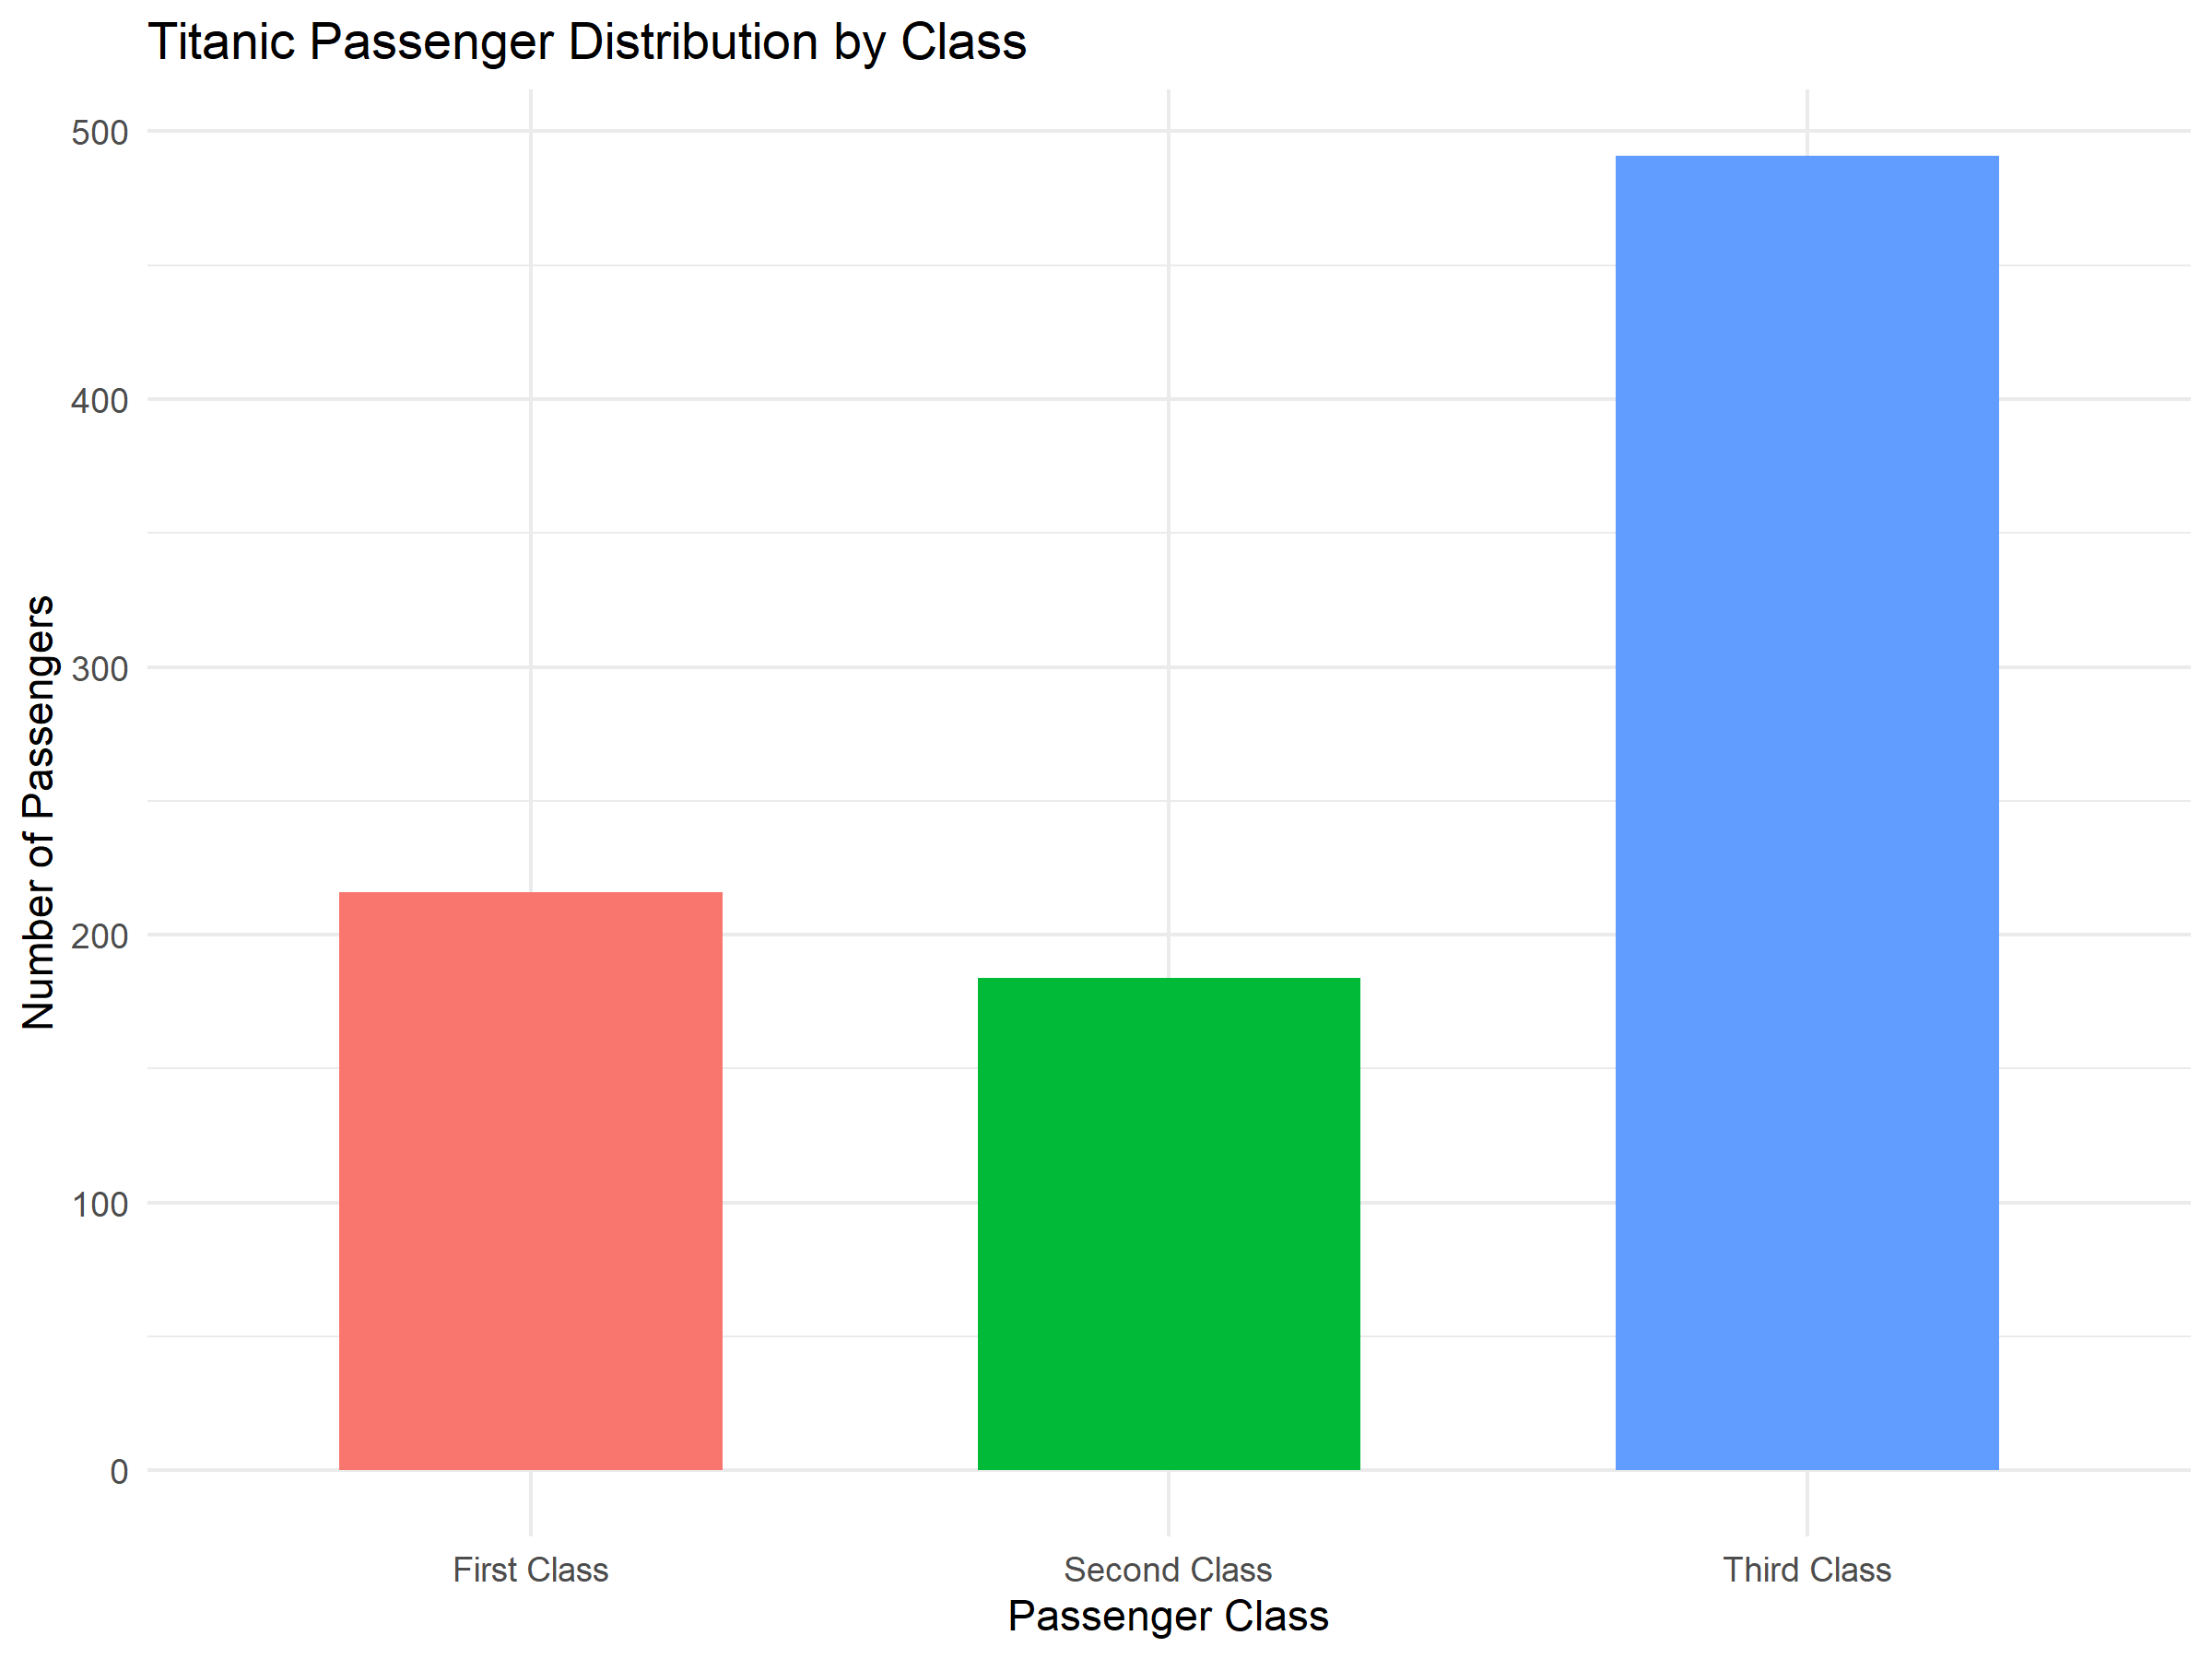 Titanic Passenger Distribution by Class
500
400
300
200
100
0
Number of Passengers
First Class
Second Class
Third Class
Passenger Class